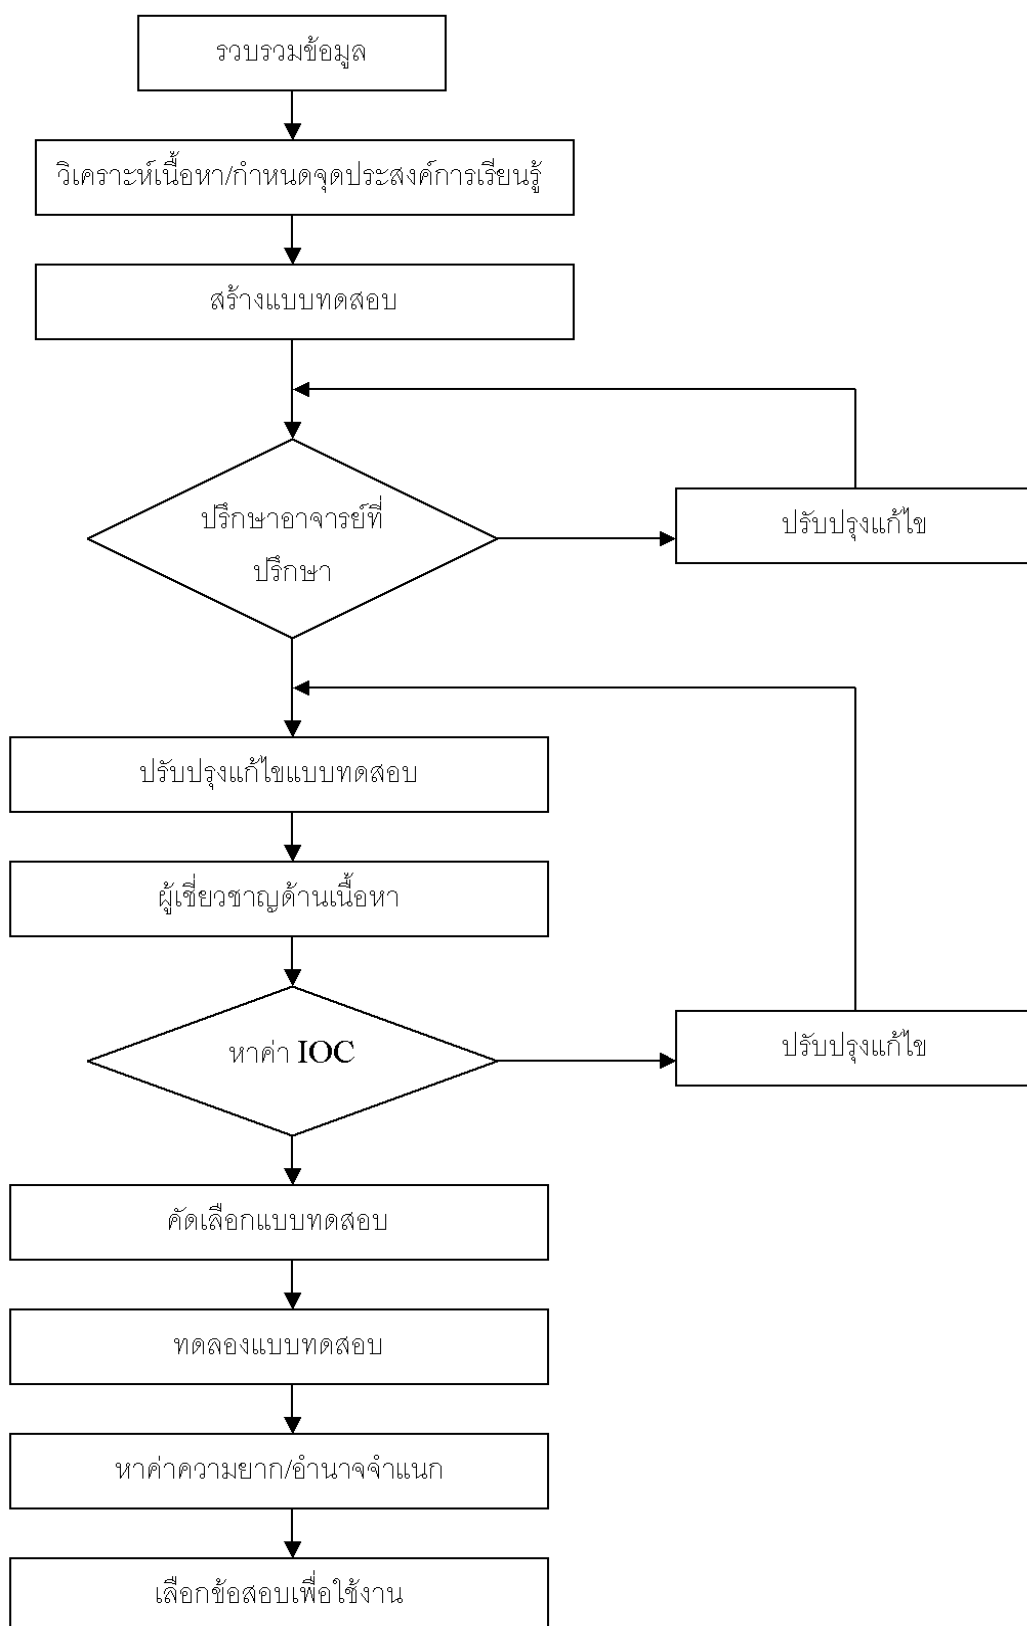 รวบรวมข้อมูล
วิเคราะห์เนื้อหา/กำหนดจุดประสงค์การเรียนรู้
สร้างแบบทดสอบ
ปรึกษาอาจารย์ที่
ปรึกษา
ปรับปรุงแก้ไข
ปรับปรุงแก้ไขแบบทดสอบ
ผู้เชี่ยวชาญด้านเนื้อหา
หาค่า IOC
ปรับปรุงแก้ไข
คัดเลือกแบบทดสอบ
ทดลองแบบทดสอบ
หาค่าความยาก/อำนาจจำแนก
เลือกข้อสอบเพื่อใช้งาน